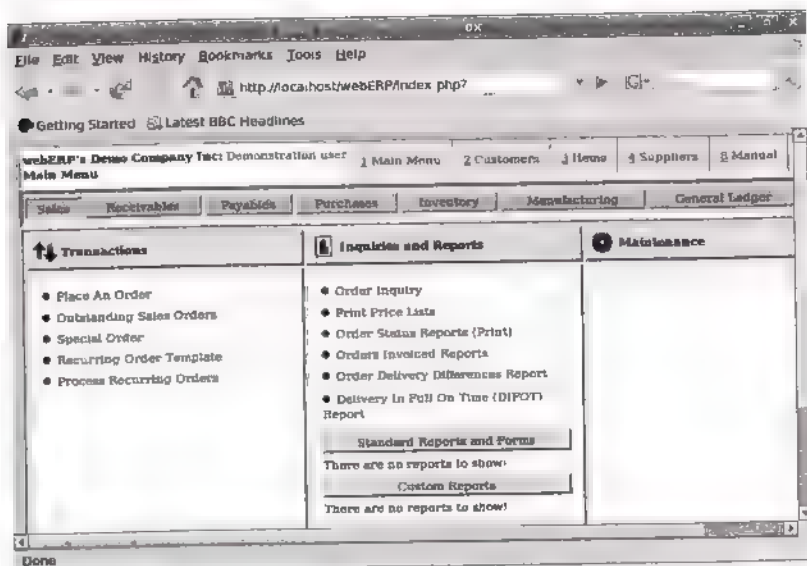 File Edit View History Bookmarks Tools Help
http://localhost/webERP/index.php?
Getting Started Latest BBC Headlines
webERP's Demo Company Inc: Demonstration user
Main Menu
1 Main Menu 2 Customers 3 Items 4 Suppliers 5 Manual
Sales Receivables Payables Purchases Inventory Manufacturing General Ledger
Transactions
Place An Order
Outstanding Sales Orders
Special Order
Recurring Order Template
Process Recurring Orders
Inquiries and Reports
Order Inquiry
Print Price Lists
Order Status Reports (Print)
Orders Invoiced Reports
Order Delivery Differences Report
Delivery In Full On Time (DIFOT)
Report
Standard Reports and Forms
There are no reports to show!
Custom Reports
There are no reports to show!
Maintenance
Done